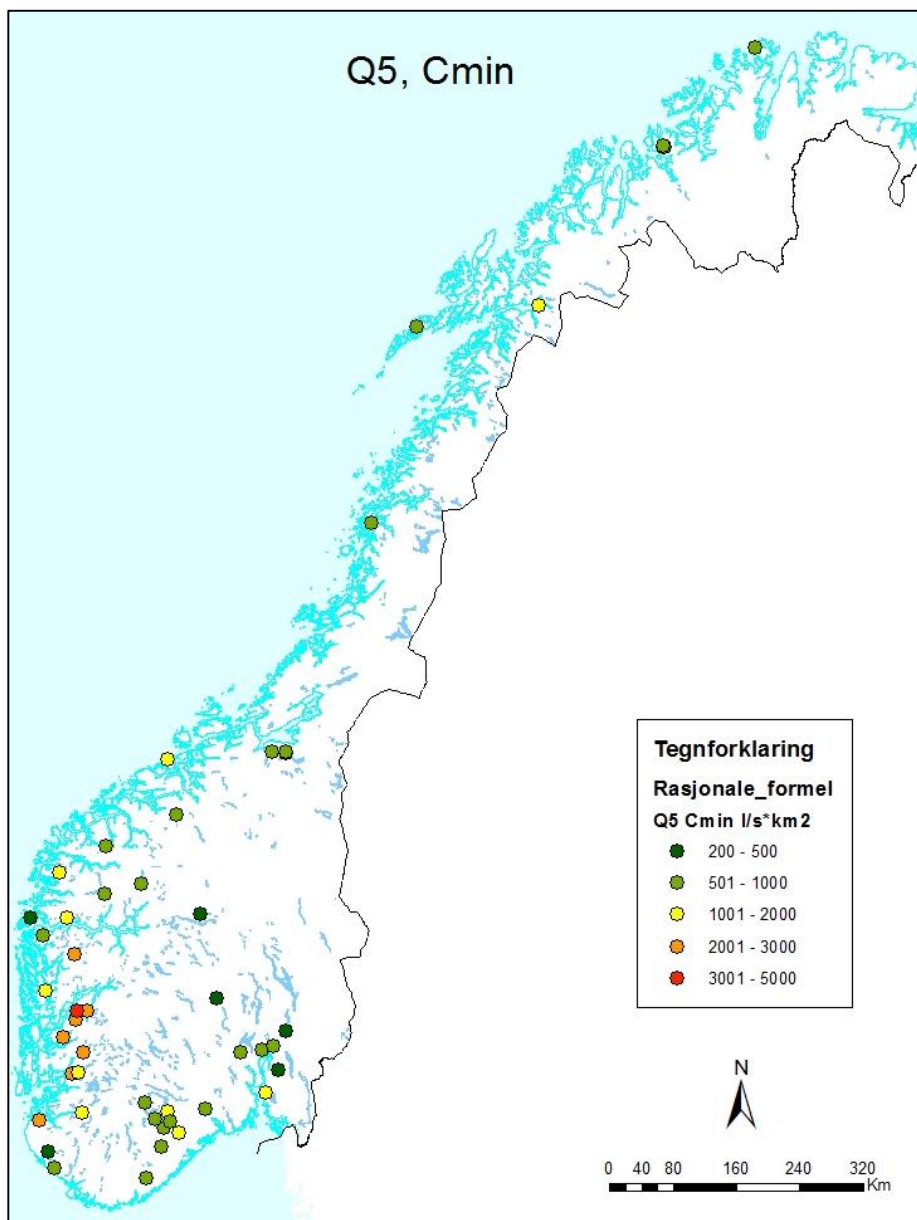 Q5, Cmin
Tegnforklaring
Rasjonale_formel
Q5 Cmin l/s*km2
200 - 500
501 - 1000
1001 - 2000
2001 - 3000
3001 - 5000
N
0 40 80 160 240 320
Km